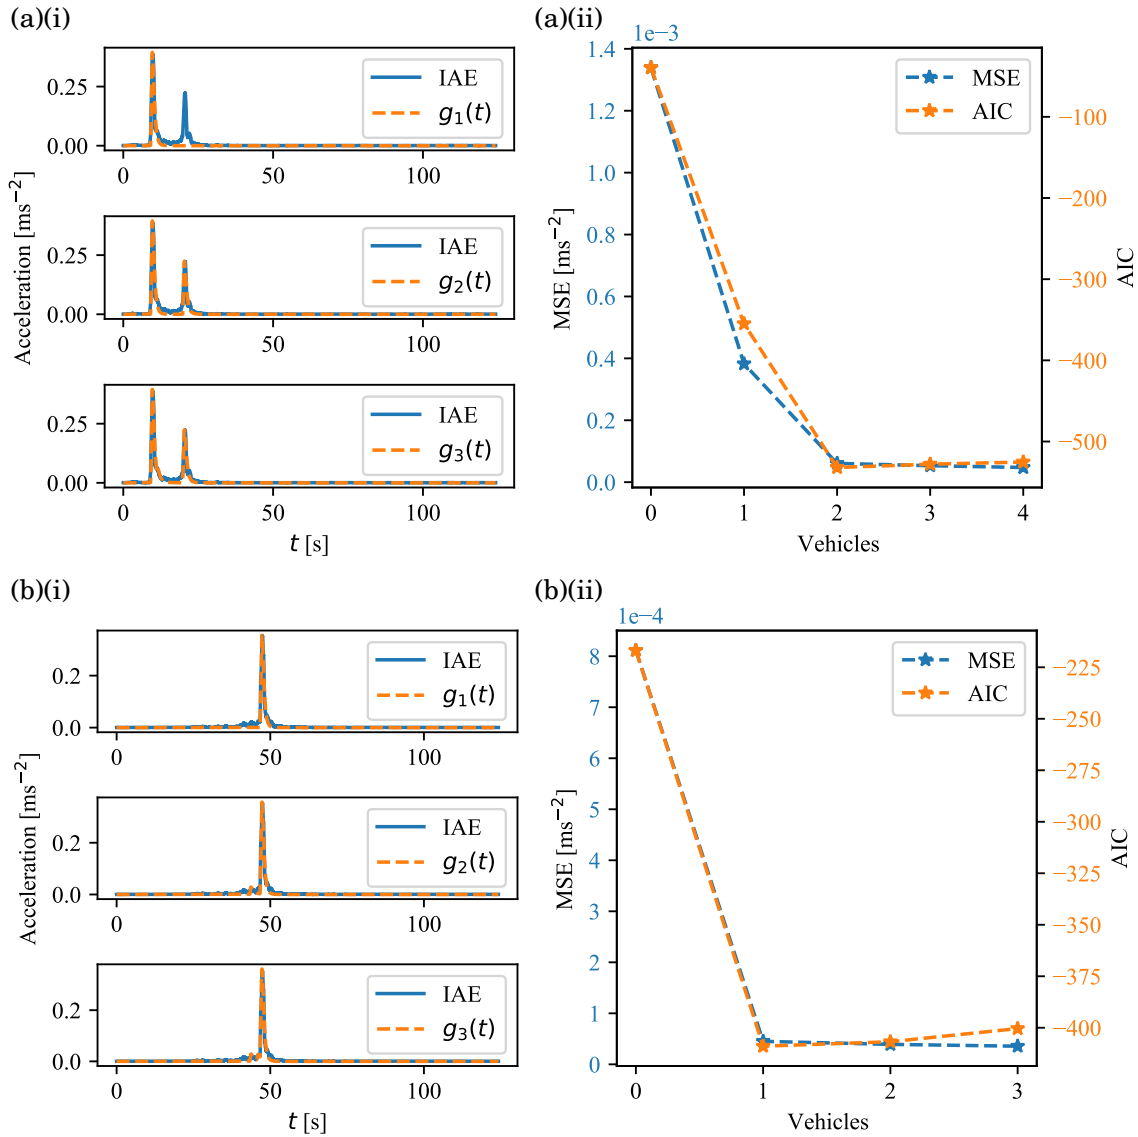 (a)(i)
(a)(ii)
Acceleration [ms⁻²]
0.25
0.00
0
50
100
IAE
g₁(t)
0.25
0.00
0
50
100
IAE
g₂(t)
0.25
0.00
0
50
100
IAE
g₃(t)
t [s]
1e−3
MSE [ms⁻²]
1.4
1.2
1.0
0.8
0.6
0.4
0.2
0.0
MSE
AIC
−100
−200
−300
−400
−500
AIC
0
1
2
3
4
Vehicles
(b)(i)
(b)(ii)
Acceleration [ms⁻²]
0.2
0.0
0
50
100
IAE
g₁(t)
0.2
0.0
0
50
100
IAE
g₂(t)
0.2
0.0
0
50
100
IAE
g₃(t)
t [s]
1e−4
MSE [ms⁻²]
8
7
6
5
4
3
2
1
0
MSE
AIC
−225
−250
−275
−300
−325
−350
−375
−400
AIC
0
1
2
3
Vehicles